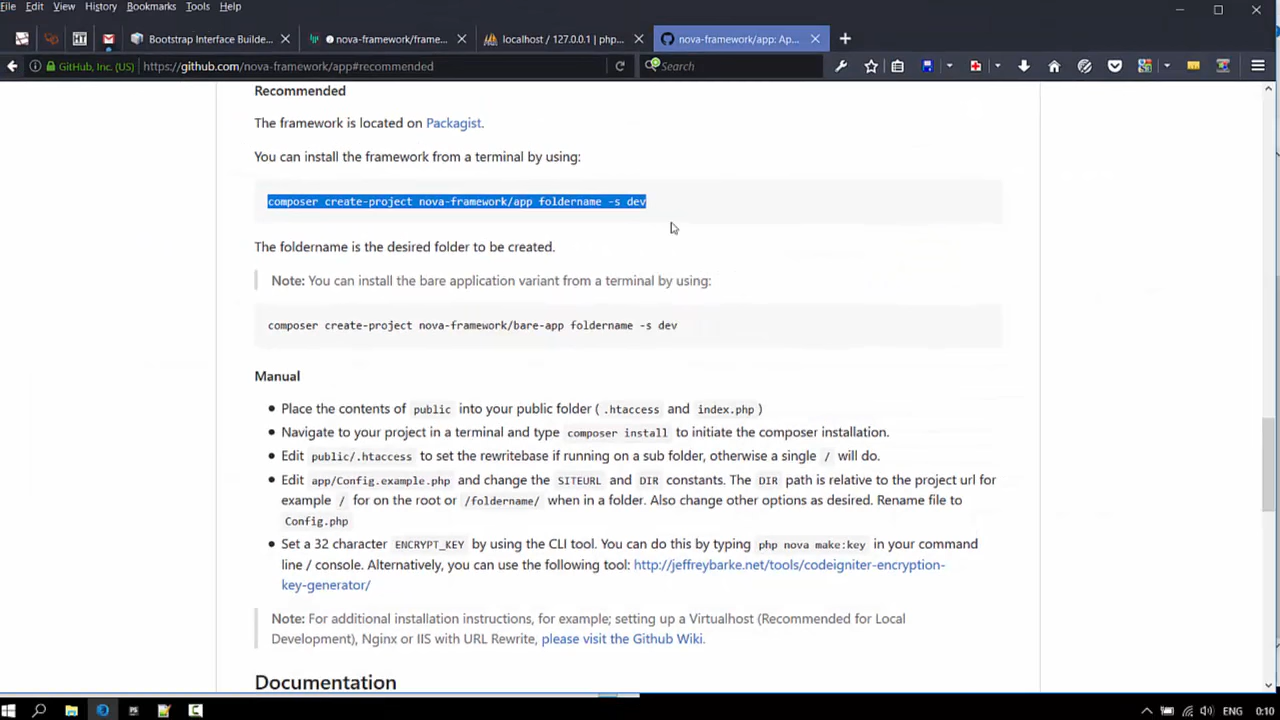 File Edit View History Bookmarks Tools Help
HT Bootstrap Interface Builde... nova-framework/frame... localhost / 127.0.0.1 | php... nova-framework/app: Ap...
GitHub, Inc. (US) https://github.com/nova-framework/app#recommended Search
Recommended
The framework is located on Packagist.
You can install the framework from a terminal by using:
composer create-project nova-framework/app foldername -s dev
The foldername is the desired folder to be created.
Note: You can install the bare application variant from a terminal by using:
composer create-project nova-framework/bare-app foldername -s dev
Manual
Place the contents of public into your public folder ( .htaccess and index.php )
Navigate to your project in a terminal and type composer install to initiate the composer installation.
Edit public/.htaccess to set the rewritebase if running on a sub folder, otherwise a single / will do.
Edit app/Config.example.php and change the SITEURL and DIR constants. The DIR path is relative to the project url for
example / for on the root or /foldername/ when in a folder. Also change other options as desired. Rename file to
Config.php
Set a 32 character ENCRYPT_KEY by using the CLI tool. You can do this by typing php nova make:key in your command
line / console. Alternatively, you can use the following tool: http://jeffreybarke.net/tools/codeigniter-encryption-
key-generator/
Note: For additional installation instructions, for example; setting up a Virtualhost (Recommended for Local
Development), Nginx or IIS with URL Rewrite, please visit the Github Wiki.
Documentation
ENG 0:10